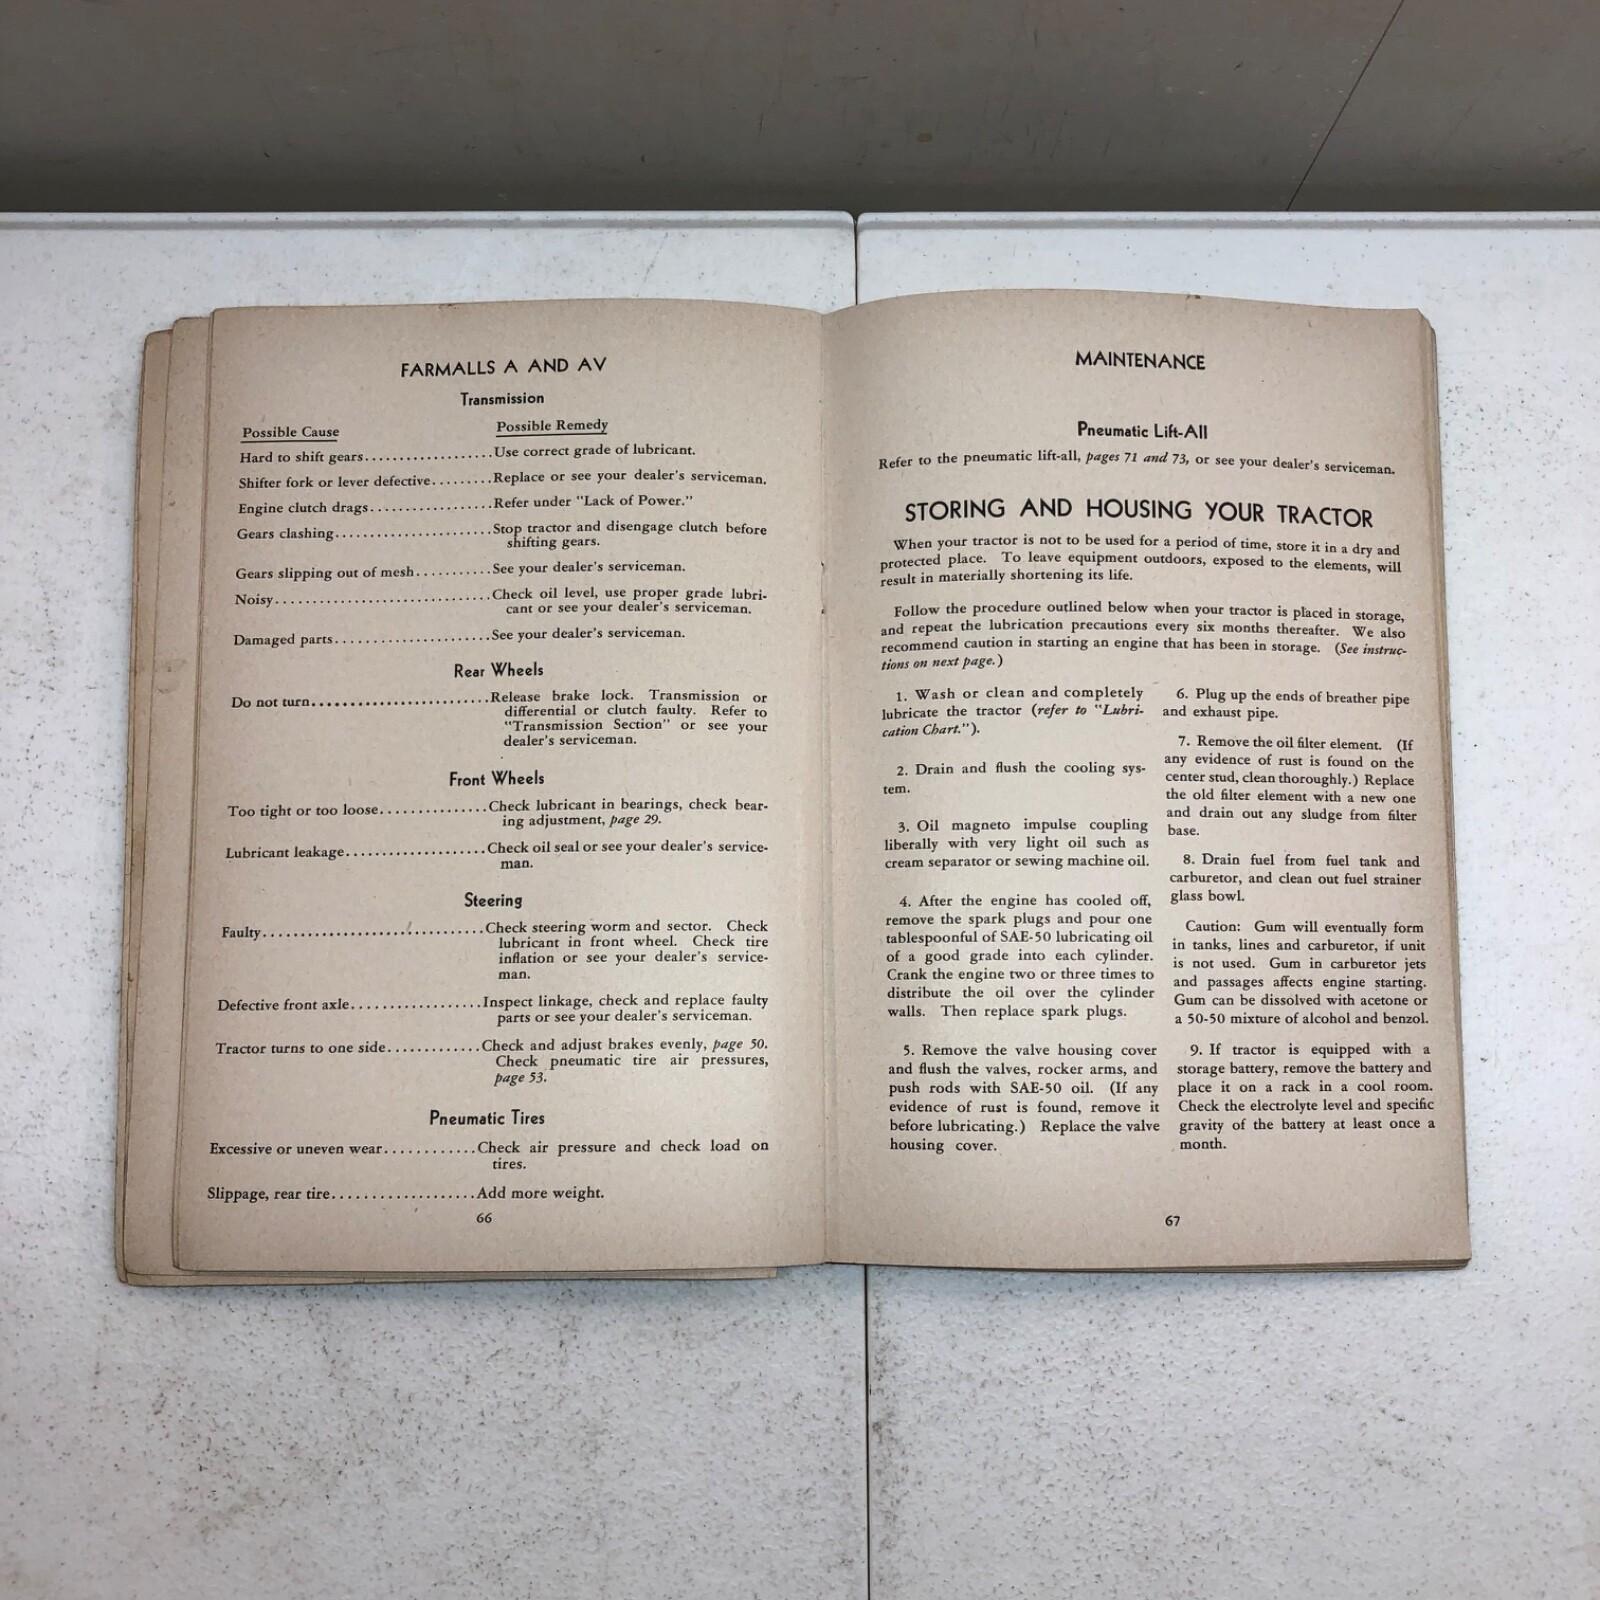 FARMALLS A AND AV
Transmission
Possible Cause Possible Remedy
Hard to shift gears...................Use correct grade of lubricant.
Shifter fork or lever defective.........Replace or see your dealer's serviceman.
Engine clutch drags..................Refer under "Lack of Power."
Gears clashing.......................Stop tractor and disengage clutch before
shifting gears.
Gears slipping out of mesh...........See your dealer's serviceman.
Noisy................................Check oil level, use proper grade lubri-
cant or see your dealer's serviceman.
Damaged parts.......................See your dealer's serviceman.
Rear Wheels
Do not turn..........................Release brake lock. Transmission or
differential or clutch faulty. Refer to
"Transmission Section" or see your
dealer's serviceman.
Front Wheels
Too tight or too loose...............Check lubricant in bearings, check bear-
ing adjustment, page 29.
Lubricant leakage....................Check oil seal or see your dealer's service-
man.
Steering
Faulty................................Check steering worm and sector. Check
lubricant in front wheel. Check tire
inflation or see your dealer's service-
man.
Defective front axle..................Inspect linkage, check and replace faulty
parts or see your dealer's serviceman.
Tractor turns to one side.............Check and adjust brakes evenly, page 50.
Check pneumatic tire air pressures,
page 53.
Pneumatic Tires
Excessive or uneven wear............Check air pressure and check load on
tires.
Slippage, rear tire...................Add more weight.
66
MAINTENANCE
Pneumatic Lift-All
Refer to the pneumatic lift-all, pages 71 and 73, or see your dealer's serviceman.
STORING AND HOUSING YOUR TRACTOR
When your tractor is not to be used for a period of time, store it in a dry and
protected place. To leave equipment outdoors, exposed to the elements, will
result in materially shortening its life.
Follow the procedure outlined below when your tractor is placed in storage,
and repeat the lubrication precautions every six months thereafter. We also
recommend caution in starting an engine that has been in storage. (See instruc-
tions on next page.)
1. Wash or clean and completely
lubricate the tractor (refer to "Lubri-
cation Chart.").
2. Drain and flush the cooling sys-
tem.
3. Oil magneto impulse coupling
liberally with very light oil such as
cream separator or sewing machine oil.
4. After the engine has cooled off,
remove the spark plugs and pour one
tablespoonful of SAE-50 lubricating oil
of a good grade into each cylinder.
Crank the engine two or three times to
distribute the oil over the cylinder
walls. Then replace spark plugs.
5. Remove the valve housing cover
and flush the valves, rocker arms, and
push rods with SAE-50 oil. (If any
evidence of rust is found, remove it
before lubricating.) Replace the valve
housing cover.
6. Plug up the ends of breather pipe
and exhaust pipe.
7. Remove the oil filter element. (If
any evidence of rust is found on the
center stud, clean thoroughly.) Replace
the old filter element with a new one
and drain out any sludge from filter
base.
8. Drain fuel from fuel tank and
carburetor, and clean out fuel strainer
glass bowl.
Caution: Gum will eventually form
in tanks, lines and carburetor, if unit
is not used. Gum in carburetor jets
and passages affects engine starting.
Gum can be dissolved with acetone or
a 50-50 mixture of alcohol and benzol.
9. If tractor is equipped with a
storage battery, remove the battery and
place it on a rack in a cool room.
Check the electrolyte level and specific
gravity of the battery at least once a
month.
67